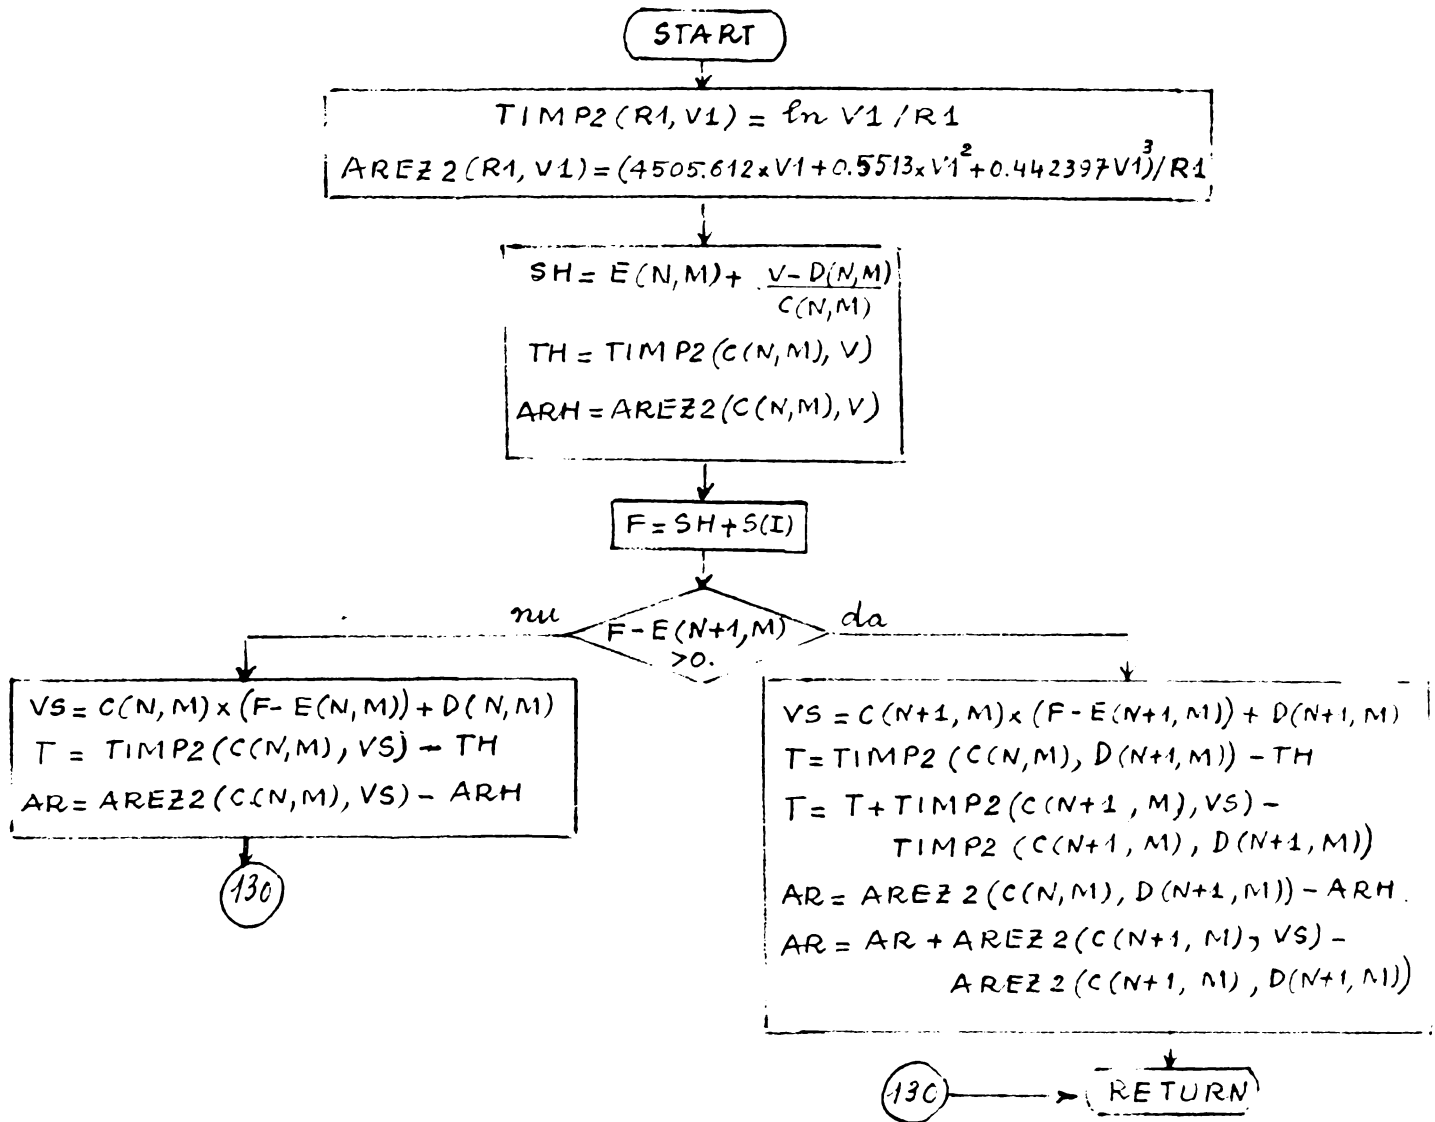 START
TIMP2(R1,V1) = ln V1 / R1
AREZ2(R1, V1) = (4505.612 x V1 + 0.5513 x V1² + 0.442397 V1³)/R1
SH = E(N,M) + V - D(N,M) / C(N,M)
TH = TIMP2(C(N,M), V)
ARH = AREZ2(C(N,M), V)
F = SH + S(I)
nu
F - E(N+1,M)
>0.
da
VS = C(N,M) x (F - E(N,M)) + D(N,M)
T = TIMP2(C(N,M), VS) - TH
AR = AREZ2(C(N,M), VS) - ARH
130
VS = C(N+1,M) x (F - E(N+1,M)) + D(N+1,M)
T = TIMP2 (C(N,M), D(N+1,M)) - TH
T = T + TIMP2(C(N+1, M), VS) -
TIMP2 (C(N+1, M), D(N+1,M))
AR = AREZ2(C(N,M), D(N+1,M)) - ARH.
AR = AR + AREZ2(C(N+1, M), VS) -
AREZ2(C(N+1, M), D(N+1,M))
130
RETURN